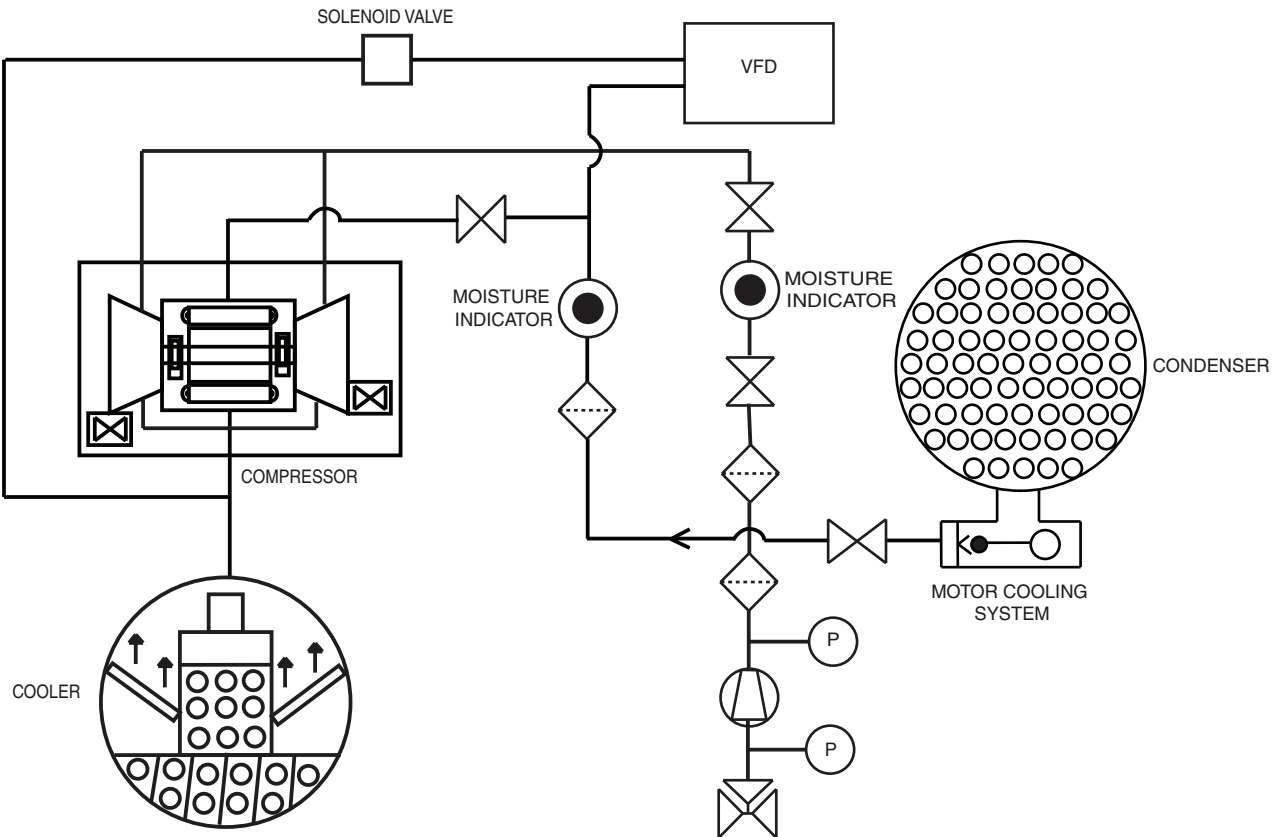 SOLENOID VALVE
VFD
MOISTURE
INDICATOR
MOISTURE
INDICATOR
CONDENSER
COMPRESSOR
MOTOR COOLING
SYSTEM
P
COOLER
P